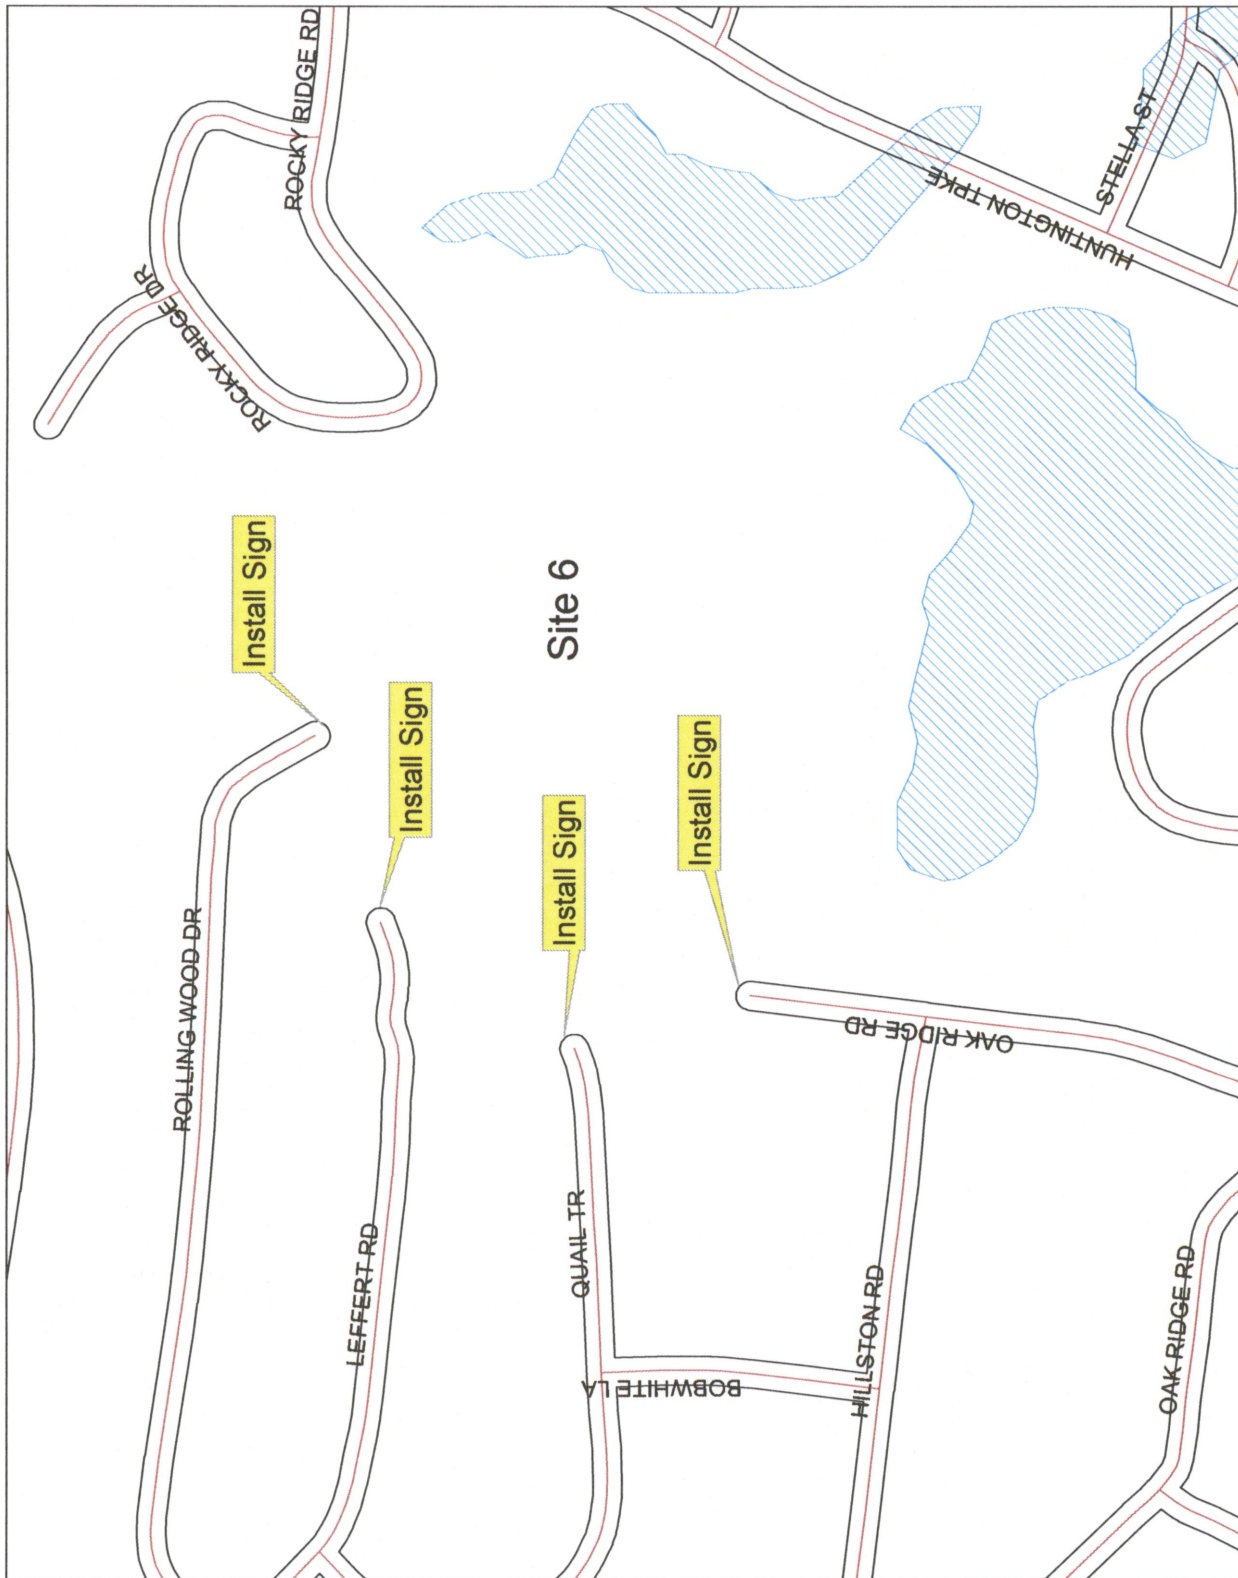 ROLLING WOOD DR
Install Sign
ROCKY RIDGE DR
ROCKY RIDGE RD
LEFFERT RD
Install Sign
QUAIL TR
Install Sign
Site 6
BOBWHITE LA
Install Sign
HILLSTON RD
OAK RIDGE RD
HUNTINGTON TPKE
STELLA ST
OAK RIDGE RD